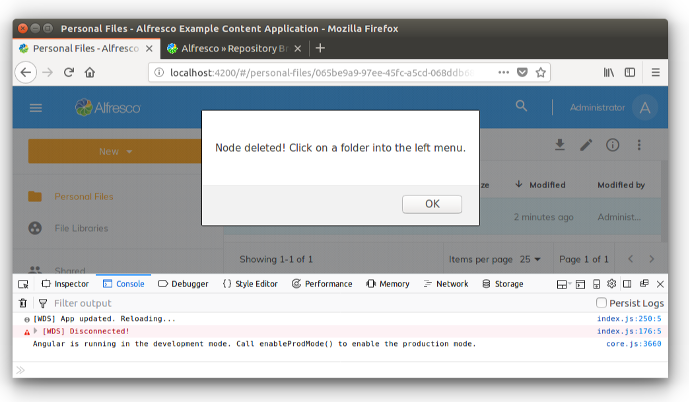 Personal Files - Alfresco Example Content Application - Mozilla Firefox
Personal Files - Alfresco
Alfresco » Repository Br
localhost:4200/#/personal-files/065be9a9-97ee-45fc-a5cd-068ddb
Alfresco
Administrator A
New
Node deleted! Click on a folder into the left menu.
OK
Modified Modified by
Personal Files
2 minutes ago Administ...
File Libraries
Showing 1-1 of 1 Items per page 25 Page 1 of 1
Shared
Inspector Console Debugger { } Style Editor Performance Memory Network Storage
Filter output Persist Logs
[WDS] App updated. Reloading... index.js:250:5
[WDS] Disconnected! index.js:176:5
Angular is running in the development mode. Call enableProdMode() to enable the production mode. core.js:3660